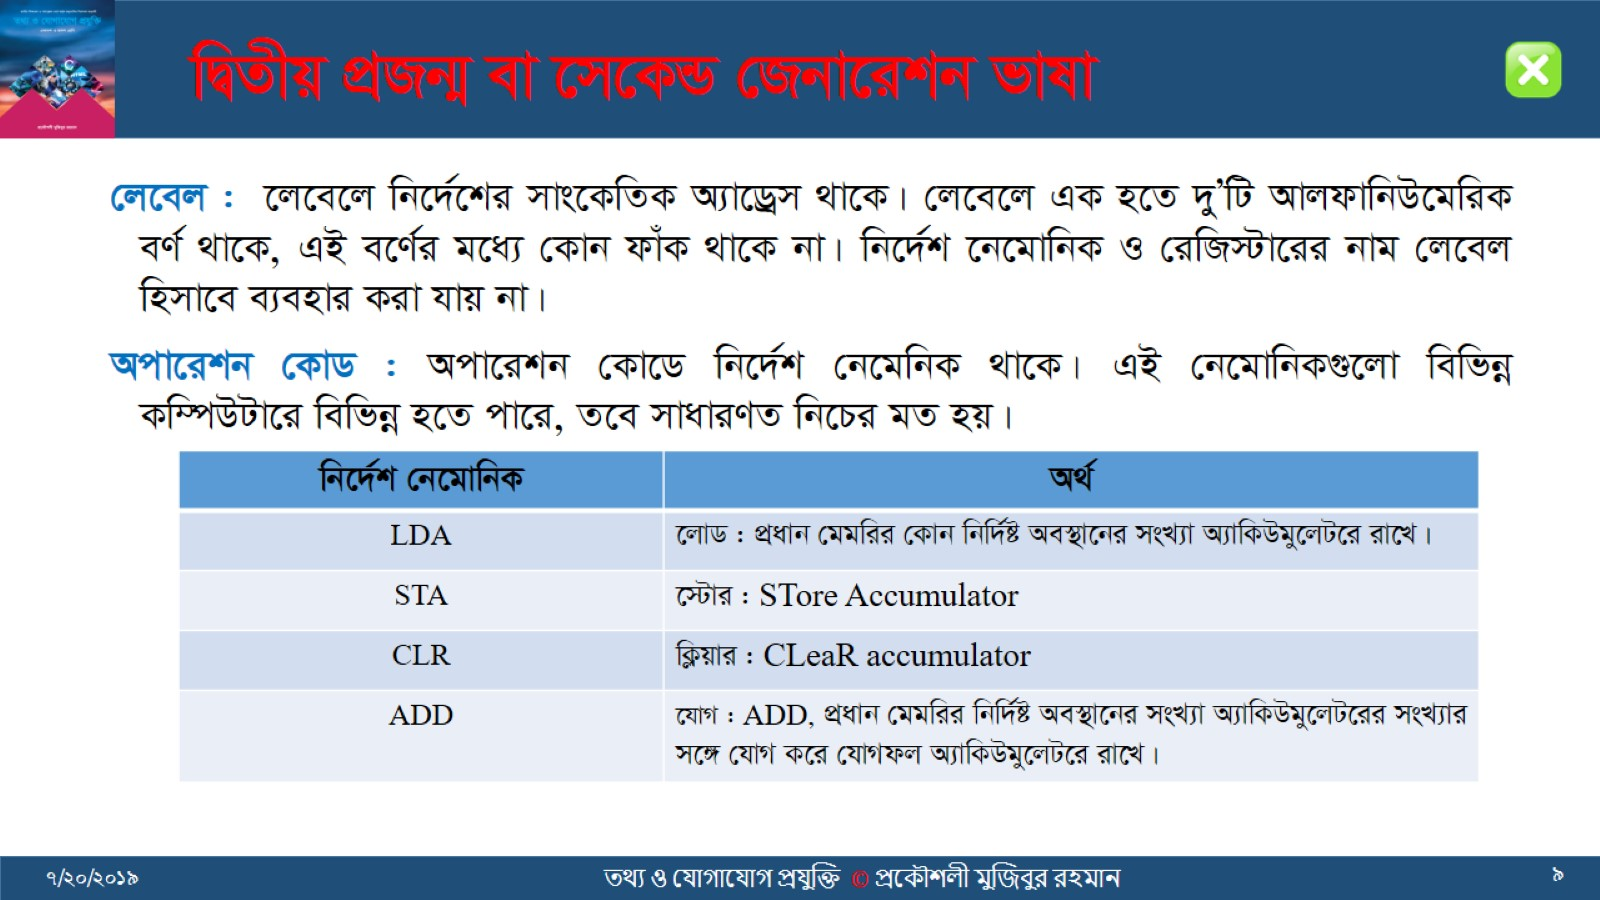 তথ্য ও যোগাযোগ প্রযুক্তি
দ্বিতীয় প্রজন্ম বা সেকেন্ড জেনারেশন ভাষা
লেবেল : লেবেলে নির্দেশের সাংকেতিক অ্যাড্রেস থাকে। লেবেলে এক হতে দু’টি আলফানিউমেরিক
বর্ণ থাকে, এই বর্ণের মধ্যে কোন ফাঁক থাকে না। নির্দেশ নেমোনিক ও রেজিস্টারের নাম লেবেল
হিসাবে ব্যবহার করা যায় না।
অপারেশন কোড : অপারেশন কোডে নির্দেশ নেমেনিক থাকে। এই নেমোনিকগুলো বিভিন্ন
কম্পিউটারে বিভিন্ন হতে পারে, তবে সাধারণত নিচের মত হয়।
নির্দেশ নেমোনিক অর্থ
LDA লোড : প্রধান মেমরির কোন নির্দিষ্ট অবস্থানের সংখ্যা অ্যাকিউমুলেটরে রাখে।
STA স্টোর : STore Accumulator
CLR ক্লিয়ার : CLeaR accumulator
ADD যোগ : ADD, প্রধান মেমরির নির্দিষ্ট অবস্থানের সংখ্যা অ্যাকিউমুলেটরের সংখ্যার
সঙ্গে যোগ করে যোগফল অ্যাকিউমুলেটরে রাখে।
৭/২০/২০১৯ তথ্য ও যোগাযোগ প্রযুক্তি © প্রকৌশলী মুজিবুর রহমান ৯